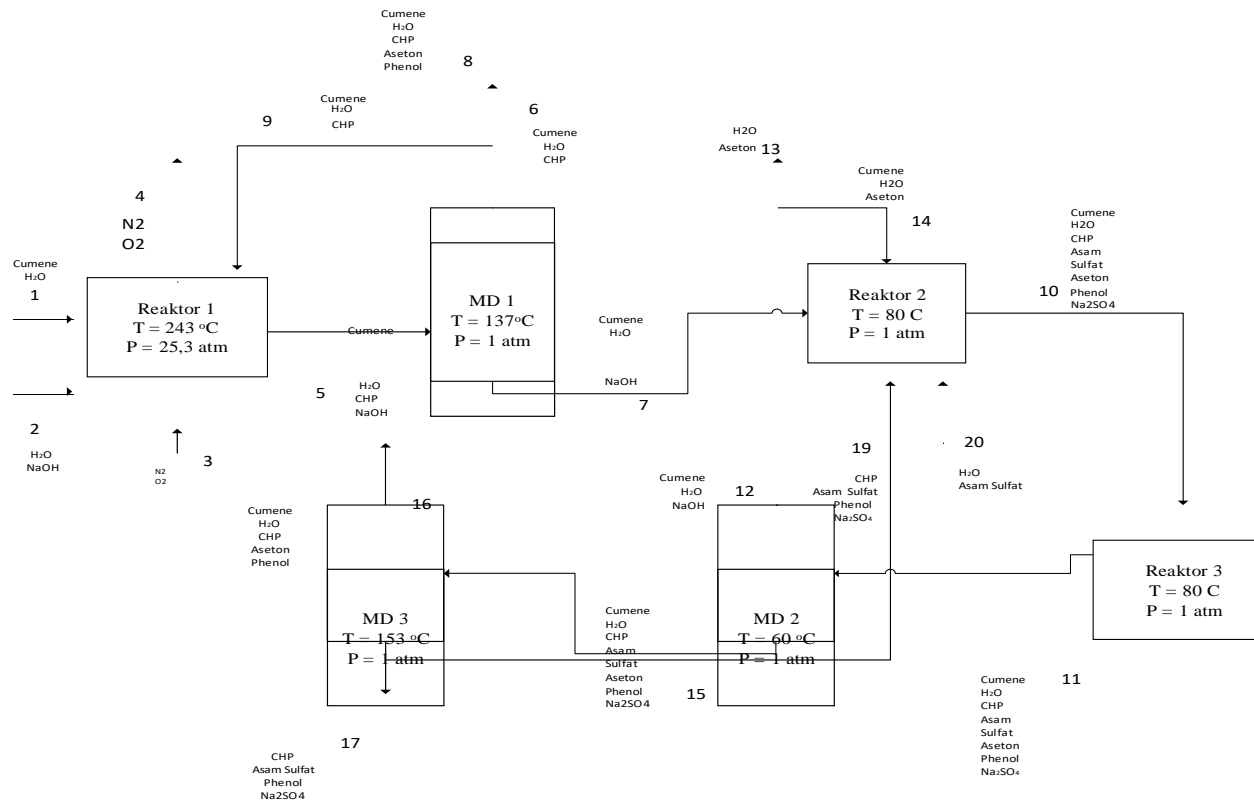 Cumene
H₂O
CHP
Aseton
Phenol
8
Cumene
H₂O
CHP
9
6
Cumene
H₂O
CHP
H2O
Aseton 13
4
N2
O2
Cumene
H2O
Aseton
14
Cumene
H2O
CHP
Asam
Sulfat
Aseton
Phenol
Na2SO4
10
Cumene
H₂O
1
Reaktor 1
T = 243 °C
P = 25,3 atm
MD 1
T = 137°C
P = 1 atm
Reaktor 2
T = 80 C
P = 1 atm
Cumene
Cumene
H₂O
NaOH
7
5
H₂O
CHP
NaOH
2
H₂O
NaOH
3
N2
O2
19
CHP
Asam Sulfat
Phenol
Na₂SO₄
20
H₂O
Asam Sulfat
Cumene
H₂O
NaOH
12
16
Cumene
H₂O
CHP
Aseton
Phenol
MD 3
T = 153 °C
P = 1 atm
Cumene
H₂O
CHP
Asam
Sulfat
Aseton
Phenol
Na2SO4
15
MD 2
T = 60°C
P = 1 atm
Reaktor 3
T = 80 C
P = 1 atm
11
Cumene
H₂O
CHP
Asam
Sulfat
Aseton
Phenol
Na₂SO₄
17
CHP
Asam Sulfat
Phenol
Na2SO4